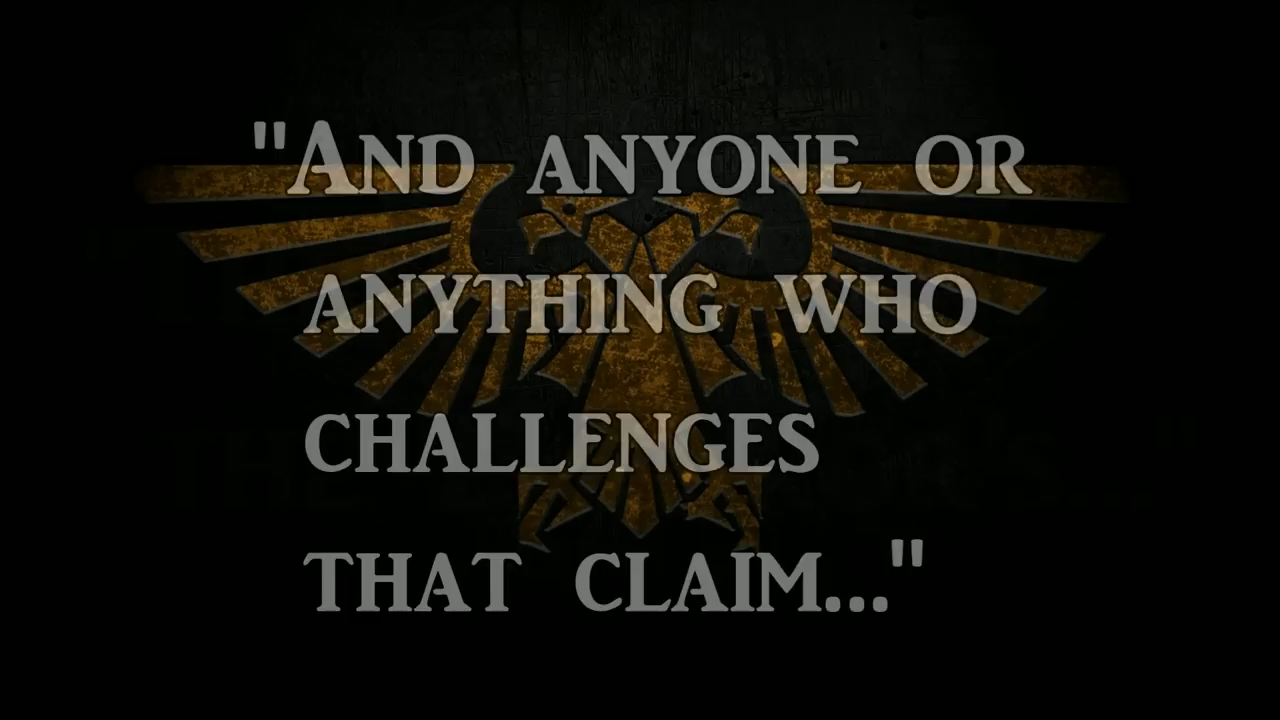 "And anyone or
anything who
challenges
that claim..."